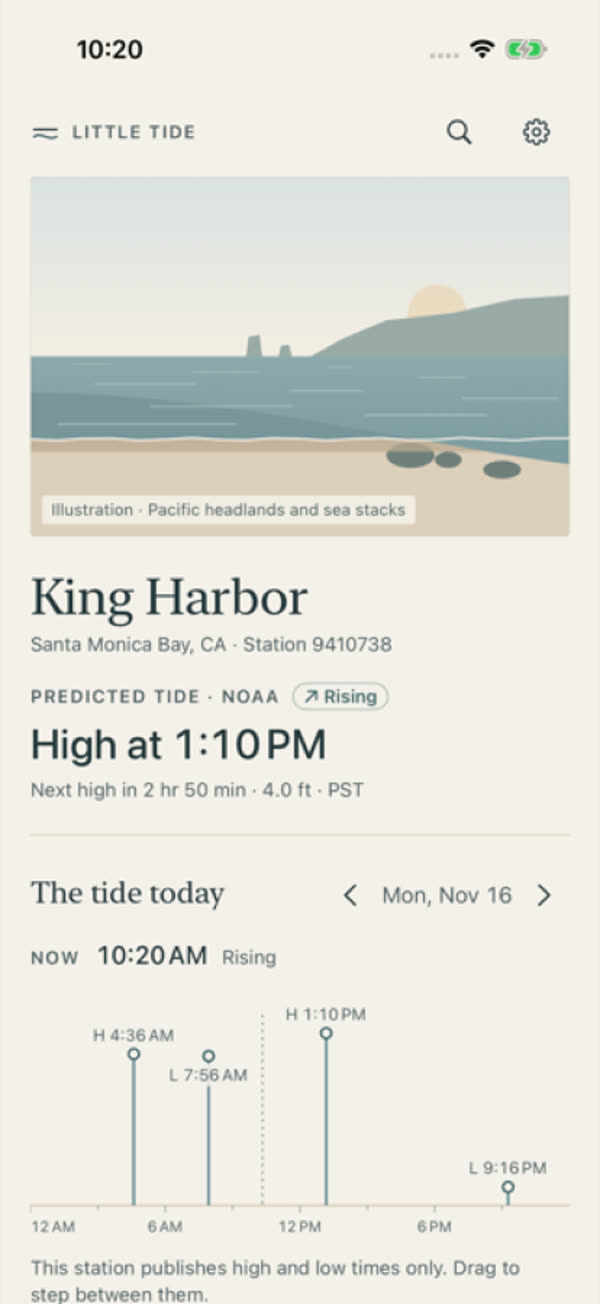 10:20
LITTLE TIDE
Illustration · Pacific headlands and sea stacks
King Harbor
Santa Monica Bay, CA · Station 9410738
PREDICTED TIDE · NOAA Rising
High at 1:10 PM
Next high in 2 hr 50 min · 4.0 ft · PST
The tide today Mon, Nov 16
NOW 10:20 AM Rising
H 1:10 PM
H 4:36 AM
L 7:56 AM
L 9:16 PM
12 AM 6 AM 12 PM 6 PM
This station publishes high and low times only. Drag to
step between them.